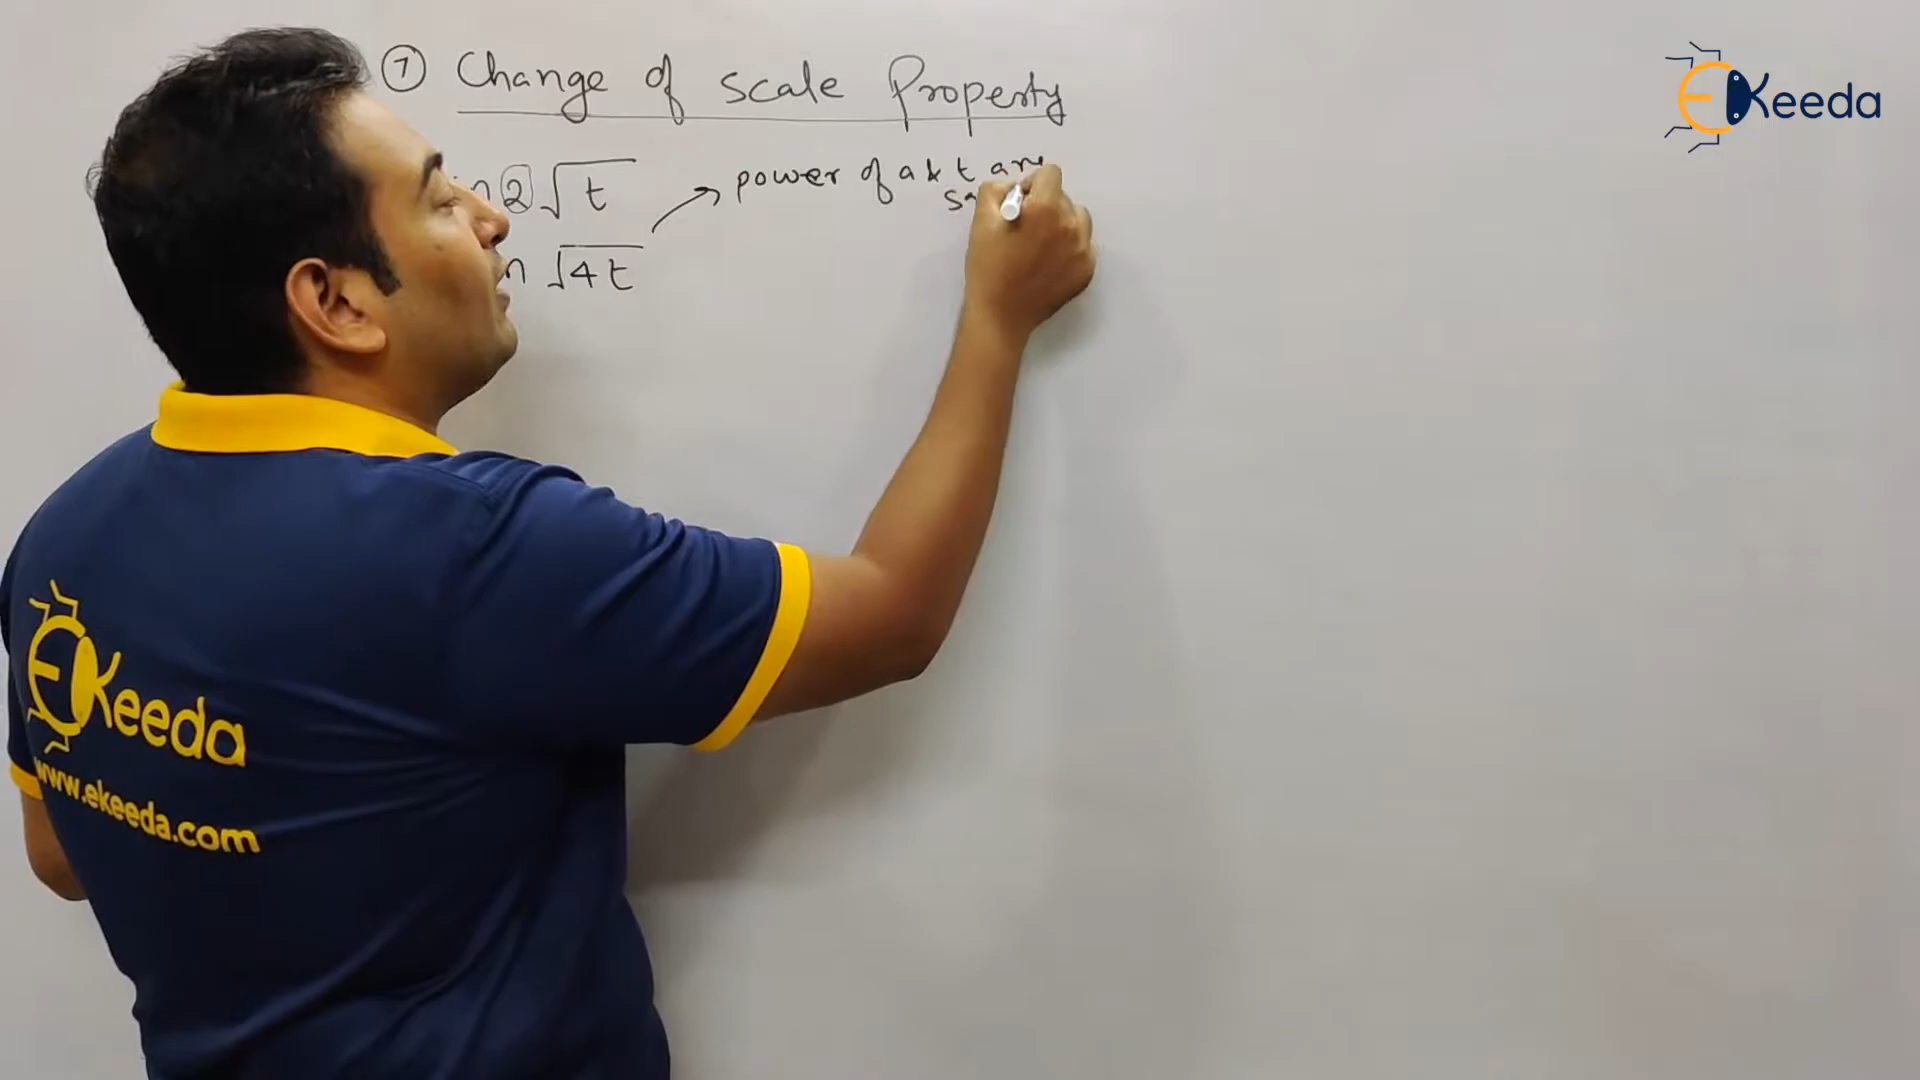 7 Change of scale Property
2√t
power of a & t are
√4t
EKeeda
EKeeda
www.ekeeda.com